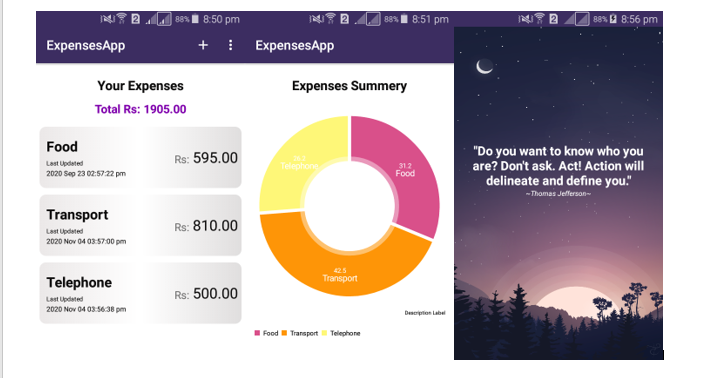 88% 8:50 pm
ExpensesApp
Your Expenses
Total Rs: 1905.00
Food
Last Updated
2020 Sep 23 02:57:22 pm
Rs: 595.00
Transport
Last Updated
2020 Nov 04 03:57:00 pm
Rs: 810.00
Telephone
Last Updated
2020 Nov 04 03:56:38 pm
Rs: 500.00
2 88% 8:51 pm
ExpensesApp
Expenses Summery
Telephone
31.2
Food
42.5
Transport
Description Label
Food Transport Telephone
2 88% 8:56 pm
"Do you want to know who you
are? Don't ask. Act! Action will
delineate and define you."
~Thomas Jefferson~